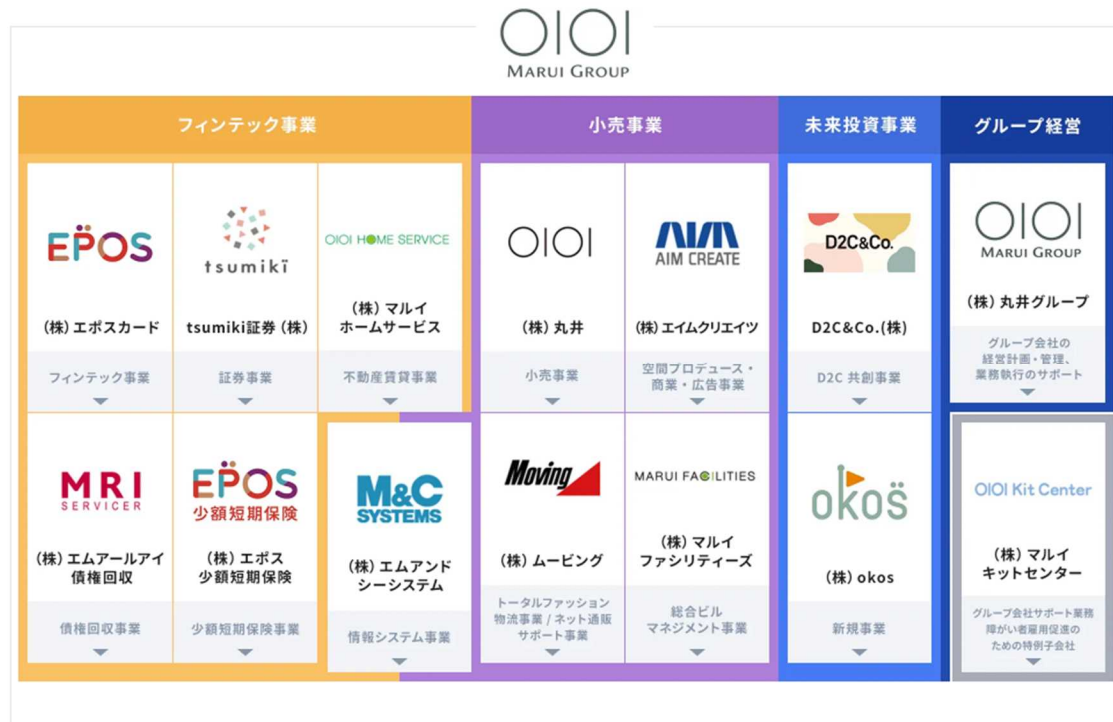 OIOI
MARUI GROUP
フィンテック事業
小売事業
未来投資事業
グループ経営
EPOS
(株) エポスカード
フィンテック事業
tsumikï
tsumiki証券 (株)
証券事業
OIOI HOME SERVICE
(株) マルイ
ホームサービス
不動産賃貸事業
OIOI
(株) 丸井
小売事業
AIM
AIM CREATE
(株) エイムクリエイツ
空間プロデュース・
商業・広告事業
D2C&Co.
D2C&Co.(株)
D2C 共創事業
OIOI
MARUI GROUP
(株) 丸井グループ
グループ会社の
経営計画・管理、
業務執行のサポート
MRI
SERVICER
(株) エムアールアイ
債権回収
債権回収事業
EPOS
少額短期保険
(株) エポス
少額短期保険
少額短期保険事業
M&C
SYSTEMS
(株) エムアンド
シーシステム
情報システム事業
Moving
(株) ムービング
トータルファッション
物流事業 / ネット通販
サポート事業
MARUI FACILITIES
(株) マルイ
ファシリティーズ
総合ビル
マネジメント事業
okos
(株) okos
新規事業
OIOI Kit Center
(株) マルイ
キットセンター
グループ会社サポート業務
障がい者雇用促進の
ための特例子会社